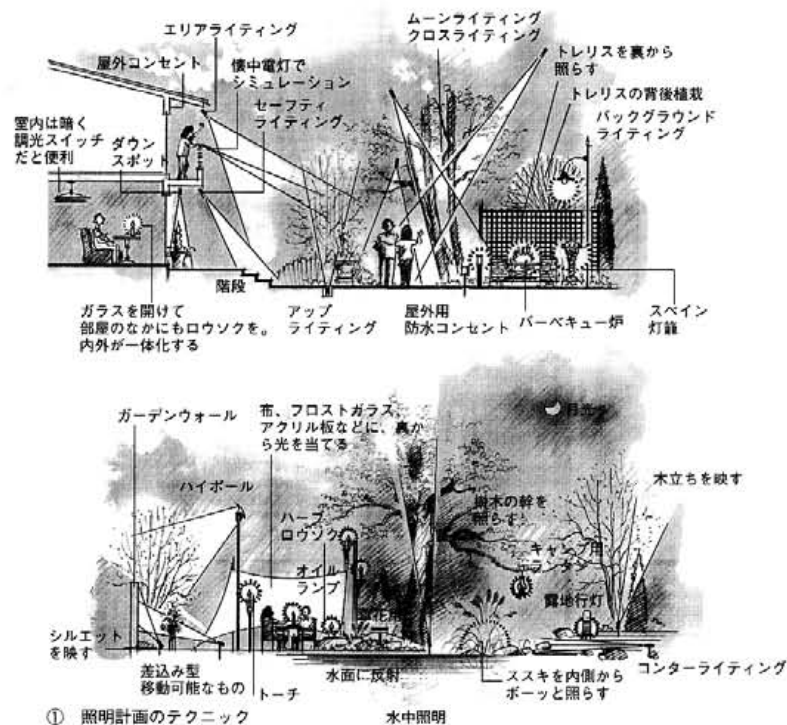 エリアライティング
屋外コンセント
懐中電灯で
シミュレーション
セーフティ
ライティング
ムーンライティング
クロスライティング
トレリスを裏から
照らす
トレリスの背後植栽
バックグラウンド
ライティング
室内は暗く
調光スイッチ
だと便利
ダウン
スポット
階段
ガラスを開けて
部屋のなかにもロウソクを。
内外が一体化する
アップ
ライティング
屋外用
防水コンセント
バーベキュー炉
スペイン
灯籠
ガーデンウォール
布、フロストガラス、
アクリル板などに、裏か
ら光を当てる
ハイポール
月光
木立ちを映す
樹木の幹を
照らす
ハーブ
ロウソク
オイル
ランプ
キャンプ用
ランタン
露地行灯
シルエット
を映す
差込み型
移動可能なもの
トーチ
水面に反射
ススキを内側から
ボーッと照らす
コンターライティング
① 照明計画のテクニック
水中照明